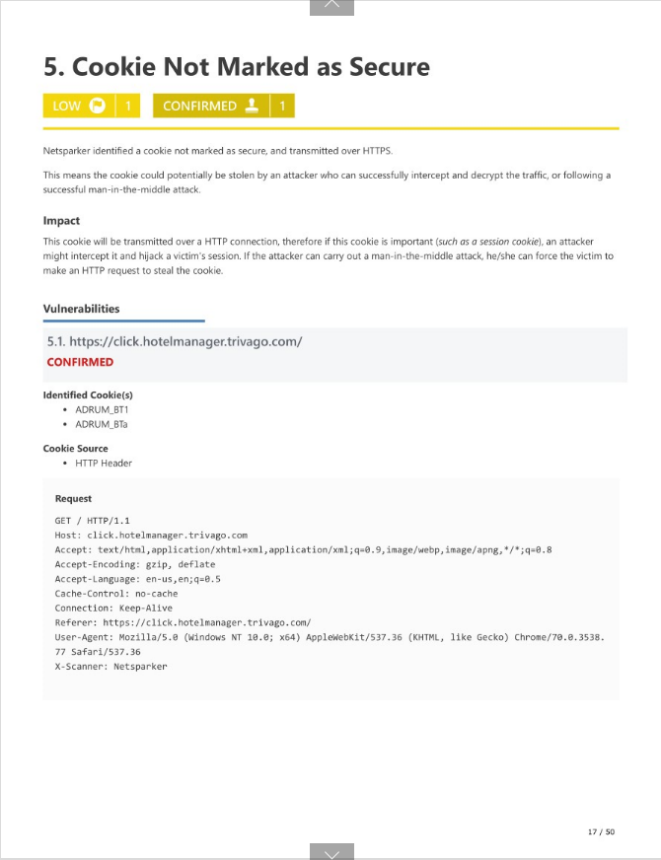 5. Cookie Not Marked as Secure
LOW 1 CONFIRMED 1
Netsparker identified a cookie not marked as secure, and transmitted over HTTPS.
This means the cookie could potentially be stolen by an attacker who can successfully intercept and decrypt the traffic, or following a
successful man-in-the-middle attack.
Impact
This cookie will be transmitted over a HTTP connection, therefore if this cookie is important (such as a session cookie), an attacker
might intercept it and hijack a victim's session. If the attacker can carry out a man-in-the-middle attack, he/she can force the victim to
make an HTTP request to steal the cookie.
Vulnerabilities
5.1. https://click.hotelmanager.trivago.com/
CONFIRMED
Identified Cookie(s)
• ADRUM_BT1
• ADRUM_BTa
Cookie Source
• HTTP Header
Request
GET / HTTP/1.1
Host: click.hotelmanager.trivago.com
Accept: text/html,application/xhtml+xml,application/xml;q=0.9,image/webp,image/apng,*/*;q=0.8
Accept-Encoding: gzip, deflate
Accept-Language: en-us,en;q=0.5
Cache-Control: no-cache
Connection: Keep-Alive
Referer: https://click.hotelmanager.trivago.com/
User-Agent: Mozilla/5.0 (Windows NT 10.0; x64) AppleWebKit/537.36 (KHTML, like Gecko) Chrome/70.0.3538.
77 Safari/537.36
X-Scanner: Netsparker
17 / 50